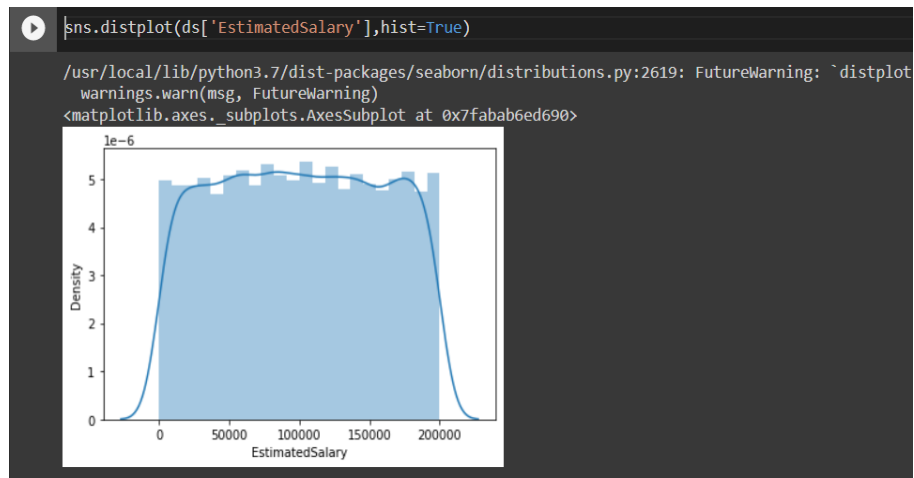 sns.distplot(ds['EstimatedSalary'],hist=True)
/usr/local/lib/python3.7/dist-packages/seaborn/distributions.py:2619: FutureWarning: `distplot
warnings.warn(msg, FutureWarning)
<matplotlib.axes._subplots.AxesSubplot at 0x7fabab6ed690>
1e−6
5
4
3
2
1
0
Density
0 50000 100000 150000 200000
EstimatedSalary